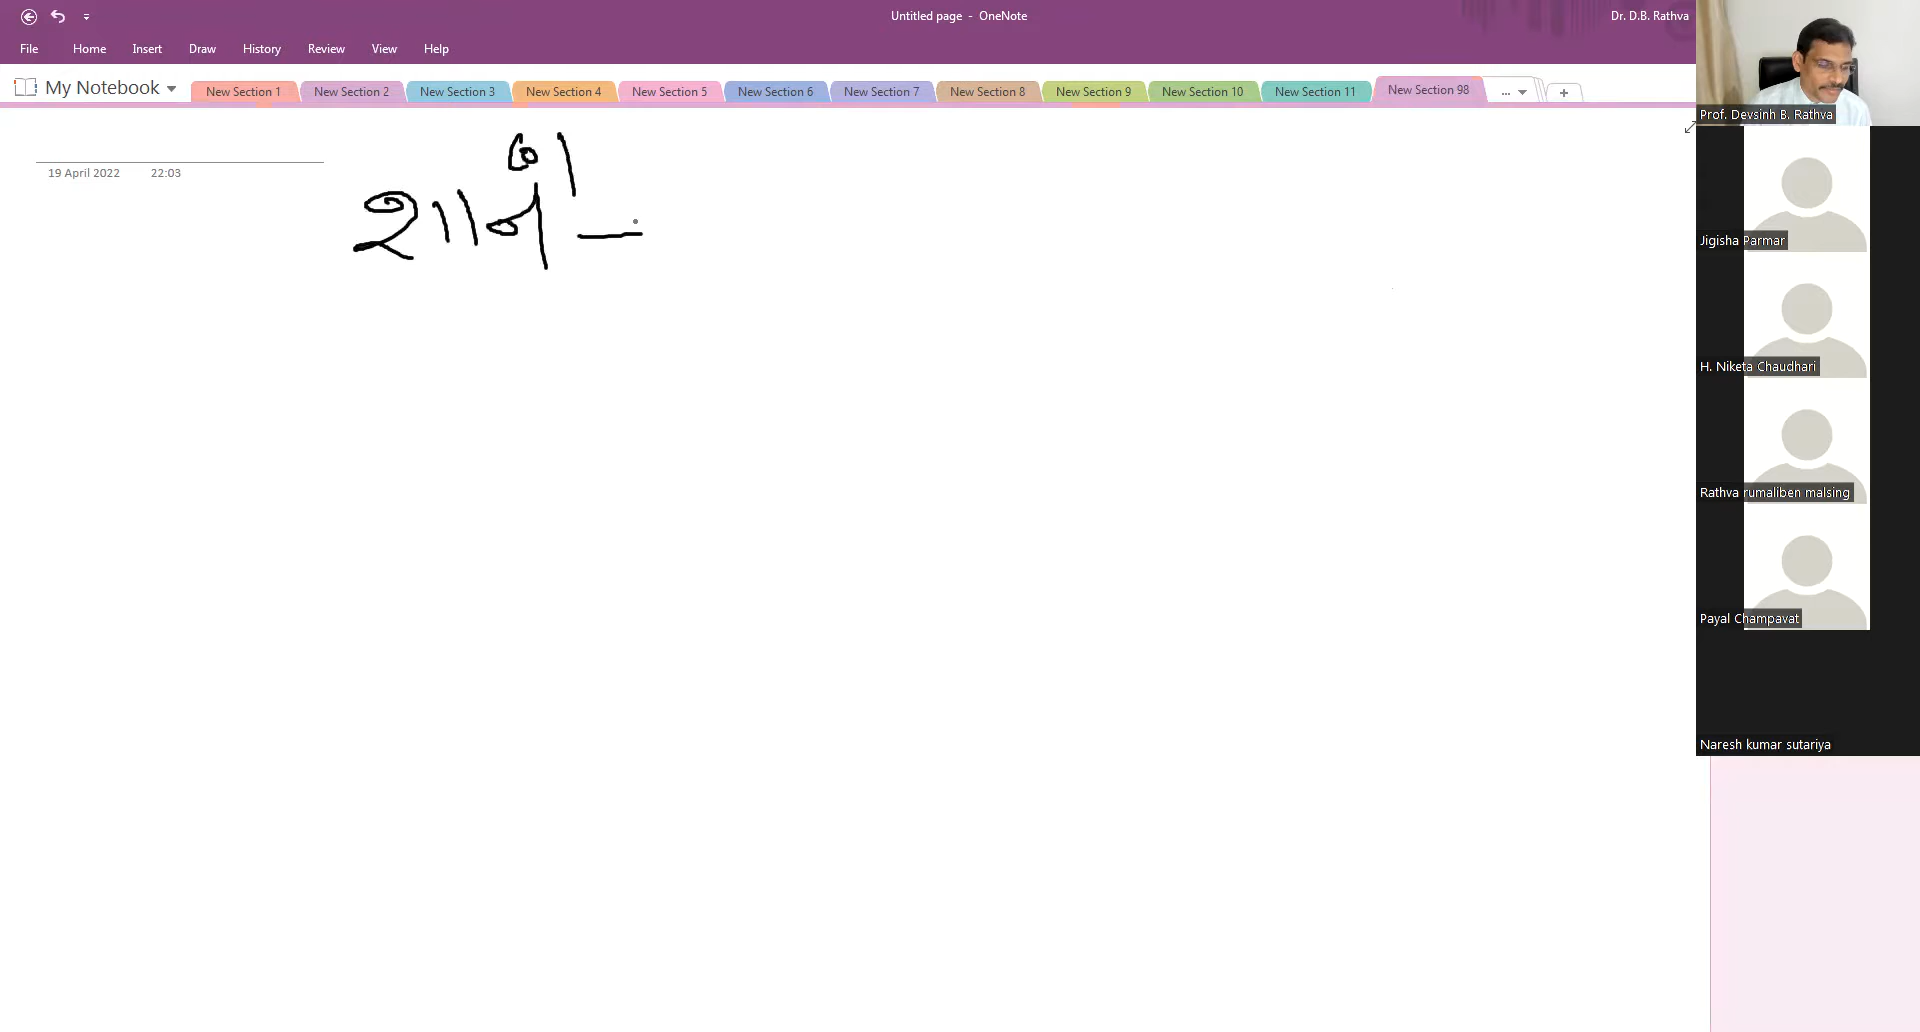 Untitled page - OneNote
Dr. D.B. Rathva
File Home Insert Draw History Review View Help
My Notebook New Section 1 New Section 2 New Section 3 New Section 4 New Section 5 New Section 6 New Section 7 New Section 8 New Section 9 New Section 10 New Section 11 New Section 98 ... +
19 April 2022 22:03
Prof. Devsinh B. Rathva
Jigisha Parmar
H. Niketa Chaudhari
Rathva rumaliben malsing
Payal Champavat
Naresh kumar sutariya